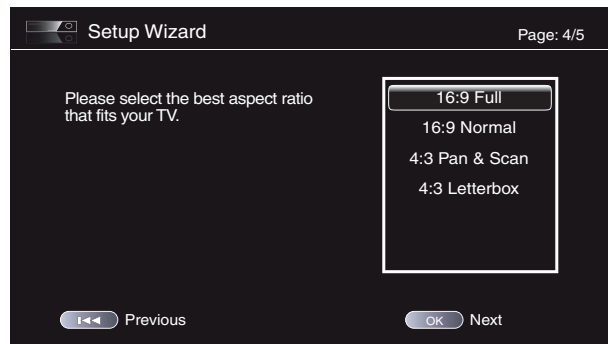 Setup Wizard
Page: 4/5
Please select the best aspect ratio
that fits your TV.
16:9 Full
16:9 Normal
4:3 Pan & Scan
4:3 Letterbox
Previous
OK Next